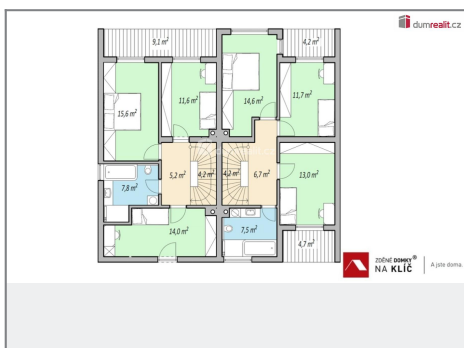 dumrealit.cz
9,1 m²
4,2 m²
15,6 m²
11,6 m²
14,6 m²
11,7 m²
5,2 m²
4,2 m²
4,2 m²
6,7 m²
13,0 m²
7,8 m²
14,0 m²
7,5 m²
4,7 m²
ZDĚNÉ DOMKY®
NA KLÍČ
A jste doma.